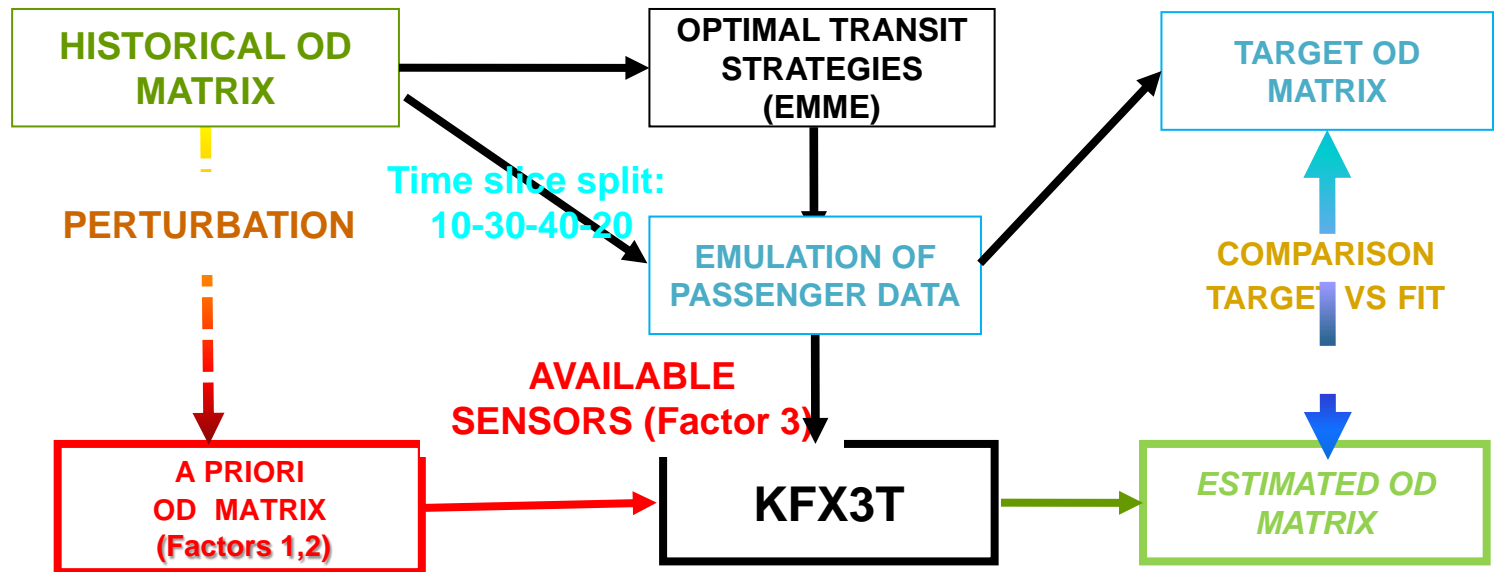 HISTORICAL OD
MATRIX
OPTIMAL TRANSIT
STRATEGIES
(EMME)
TARGET OD
MATRIX
Time slice split:
10-30-40-20
PERTURBATION
EMULATION OF
PASSENGER DATA
COMPARISON
TARGET VS FIT
AVAILABLE
SENSORS (Factor 3)
A PRIORI
OD MATRIX
(Factors 1,2)
KFX3T
ESTIMATED OD
MATRIX